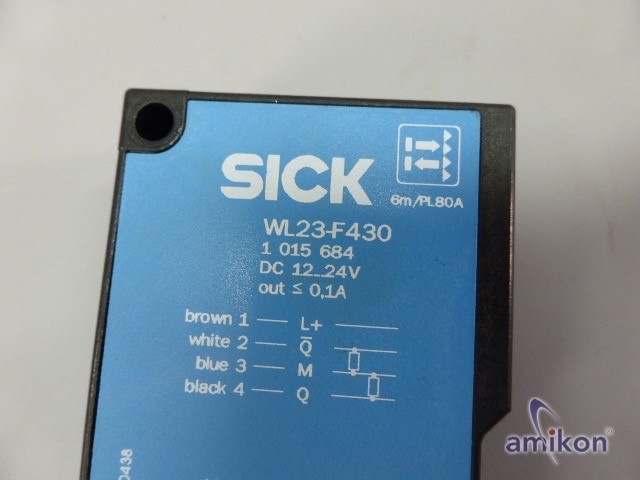 SICK
6m/PL80A
WL23-F430
1 015 684
DC 12...24V
out ≤ 0,1A
brown 1 L+
white 2 Q̅
blue 3 M
black 4 Q
0438
amikon